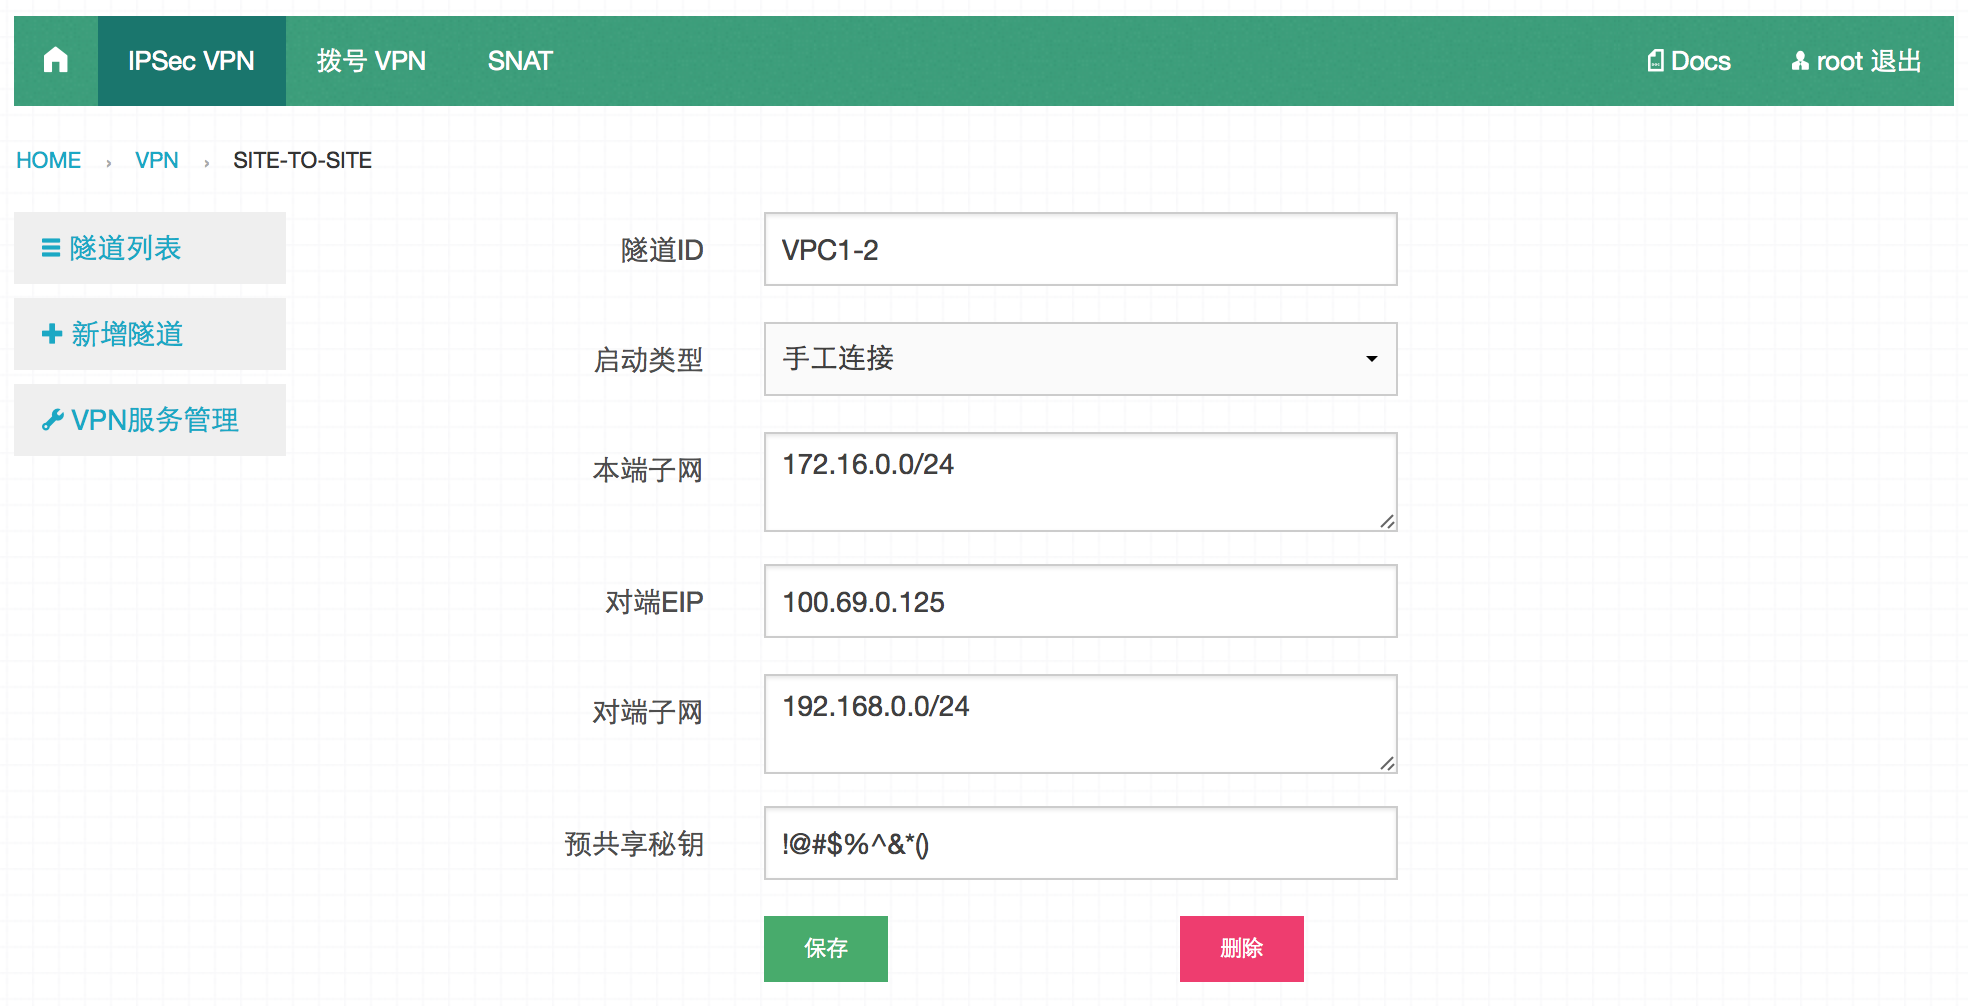 IPSec VPN 拨号 VPN SNAT Docs root 退出
HOME › VPN › SITE-TO-SITE
隧道列表
新增隧道
VPN服务管理
隧道ID VPC1-2
启动类型 手工连接
本端子网 172.16.0.0/24
对端EIP 100.69.0.125
对端子网 192.168.0.0/24
预共享秘钥 !@#$%^&*()
保存 删除